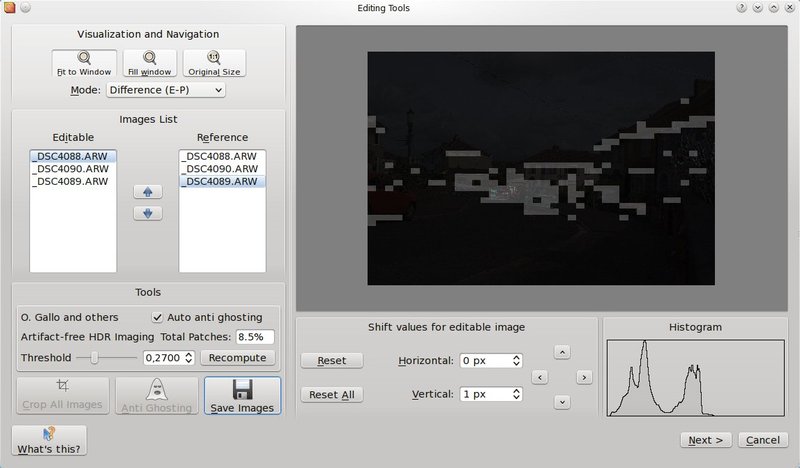 Editing Tools
Visualization and Navigation
Fit to Window
Fill window
1:1
Original Size
Mode: Difference (E-P)
Images List
Editable
Reference
_DSC4088.ARW
_DSC4090.ARW
_DSC4089.ARW
_DSC4088.ARW
_DSC4090.ARW
_DSC4089.ARW
Tools
O. Gallo and others
Auto anti ghosting
Artifact-free HDR Imaging Total Patches: 8.5%
Threshold 0,2700 Recompute
Crop All Images
Anti Ghosting
Save Images
What's this?
Shift values for editable image
Reset
Horizontal: 0 px
Reset All
Vertical: 1 px
Histogram
Next >
Cancel